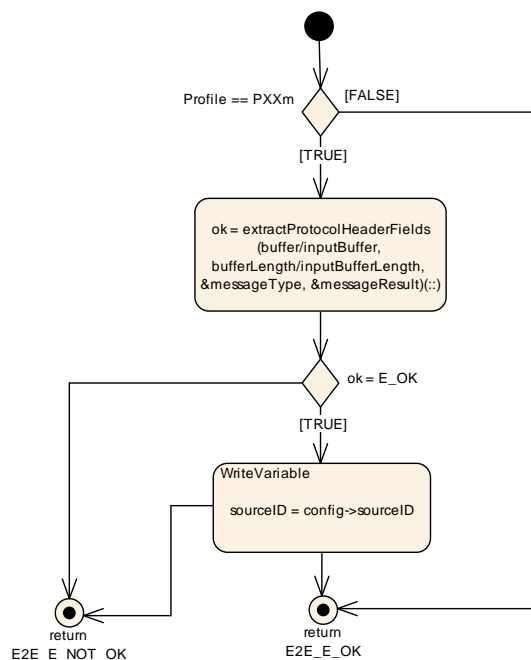 Profile == PXXm
[FALSE]
[TRUE]
ok = extractProtocolHeaderFields
(buffer/inputBuffer,
bufferLength/inputBufferLength,
&messageType, &messageResult)(::)
ok = E_OK
[TRUE]
WriteVariable
sourceID = config->sourceID
return
E2E_E_NOT_OK
return
E2E_E_OK